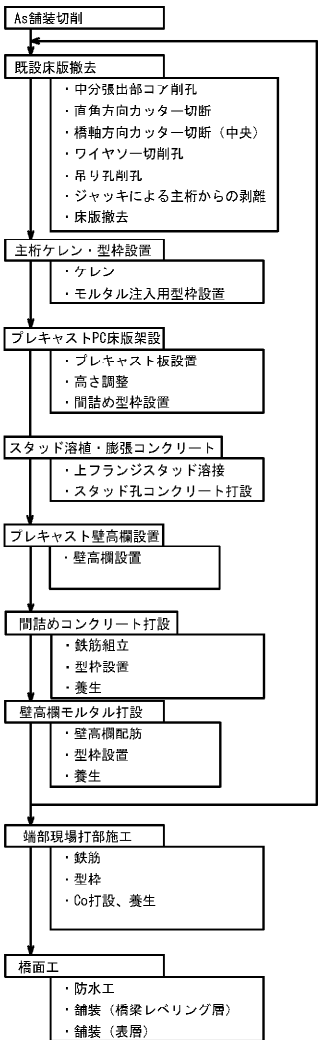 As舗装切削
既設床版撤去
・中分張出部コア削孔
・直角方向カッター切断
・橋軸方向カッター切断（中央）
・ワイヤソー切削孔
・吊り孔削孔
・ジャッキによる主桁からの剥離
・床版撤去
主桁ケレン・型枠設置
・ケレン
・モルタル注入用型枠設置
プレキャストPC床版架設
・プレキャスト板設置
・高さ調整
・間詰め型枠設置
スタッド溶植・膨張コンクリート
・上フランジスタッド溶接
・スタッド孔コンクリート打設
プレキャスト壁高欄設置
・壁高欄設置
間詰めコンクリート打設
・鉄筋組立
・型枠設置
・養生
壁高欄モルタル打設
・壁高欄配筋
・型枠設置
・養生
端部現場打部施工
・鉄筋
・型枠
・Co打設、養生
橋面工
・防水工
・舗装（橋梁レベリング層）
・舗装（表層）